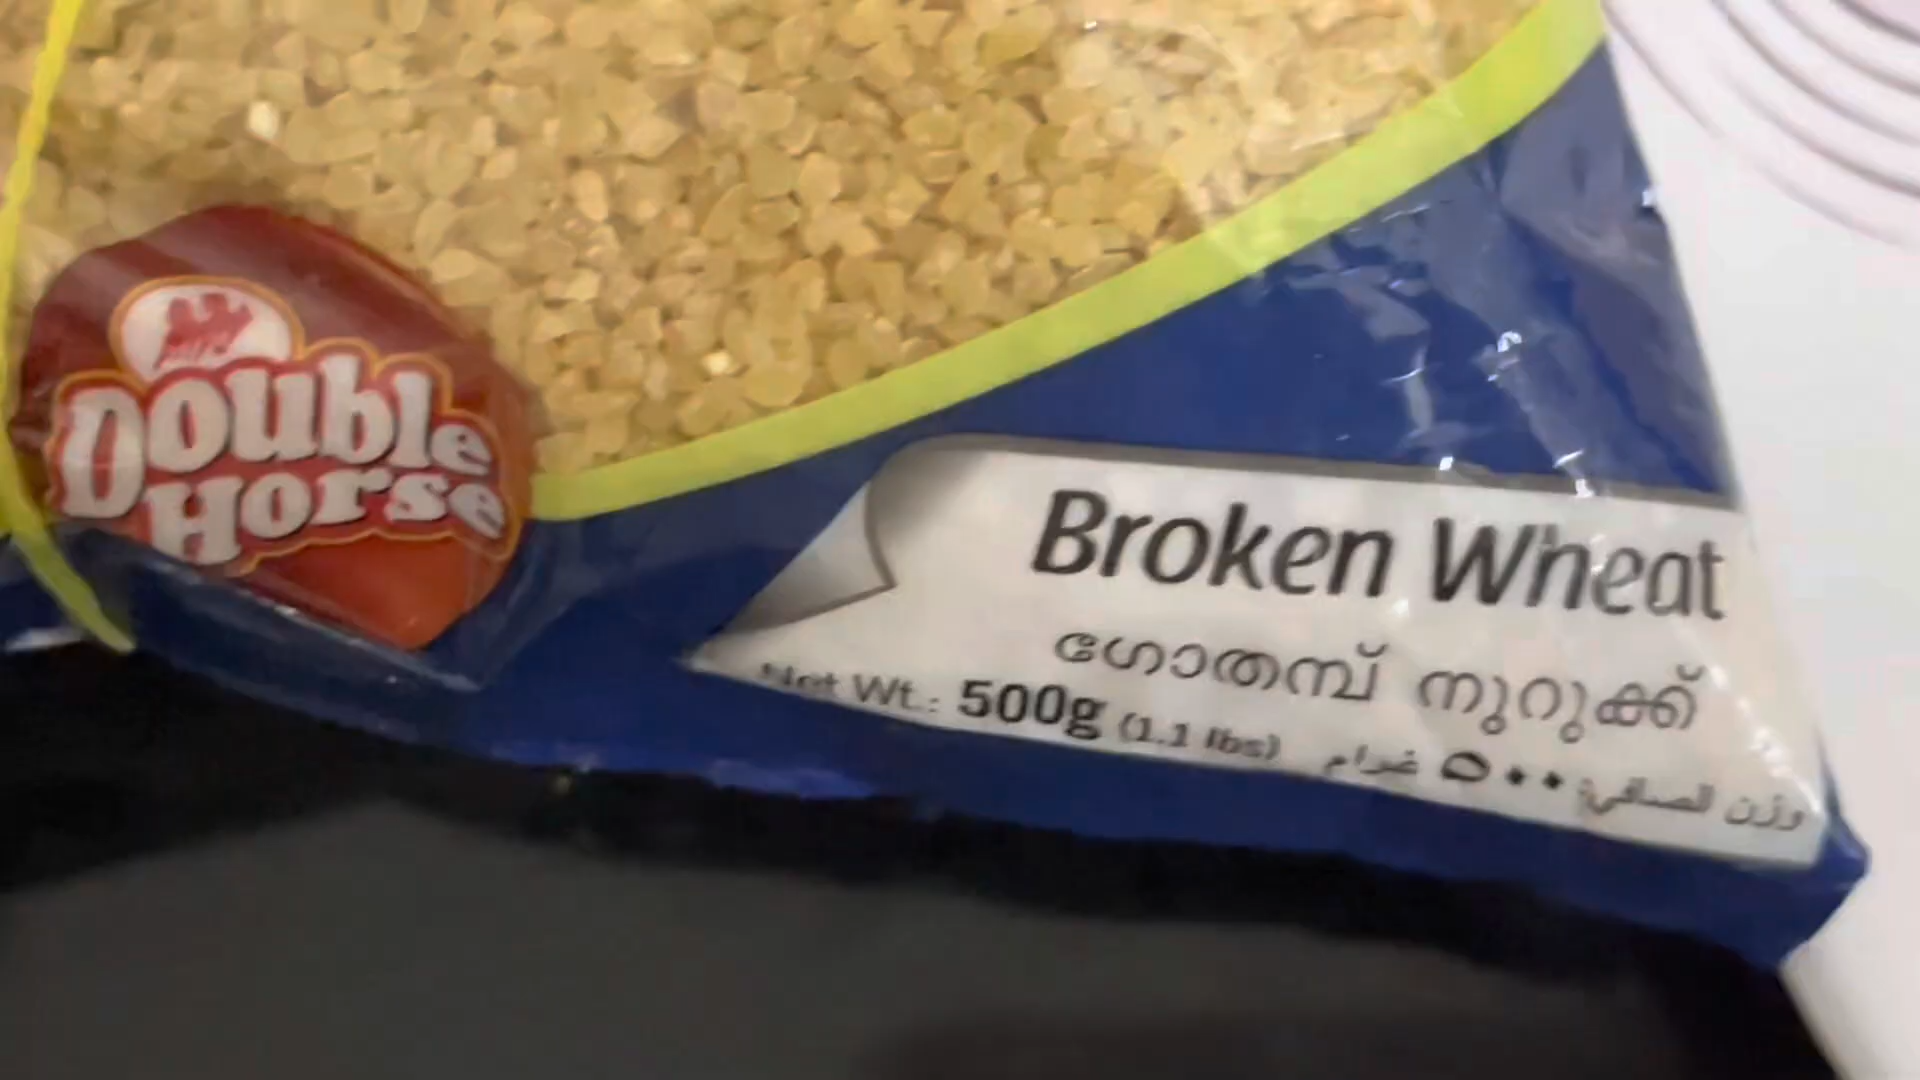 Double
Horse
Broken Wheat
ഗോതമ്പ് നുറുക്ക്
Net Wt.: 500g (1.1 lbs) وزن الصافي: ٥٠٠ غرام